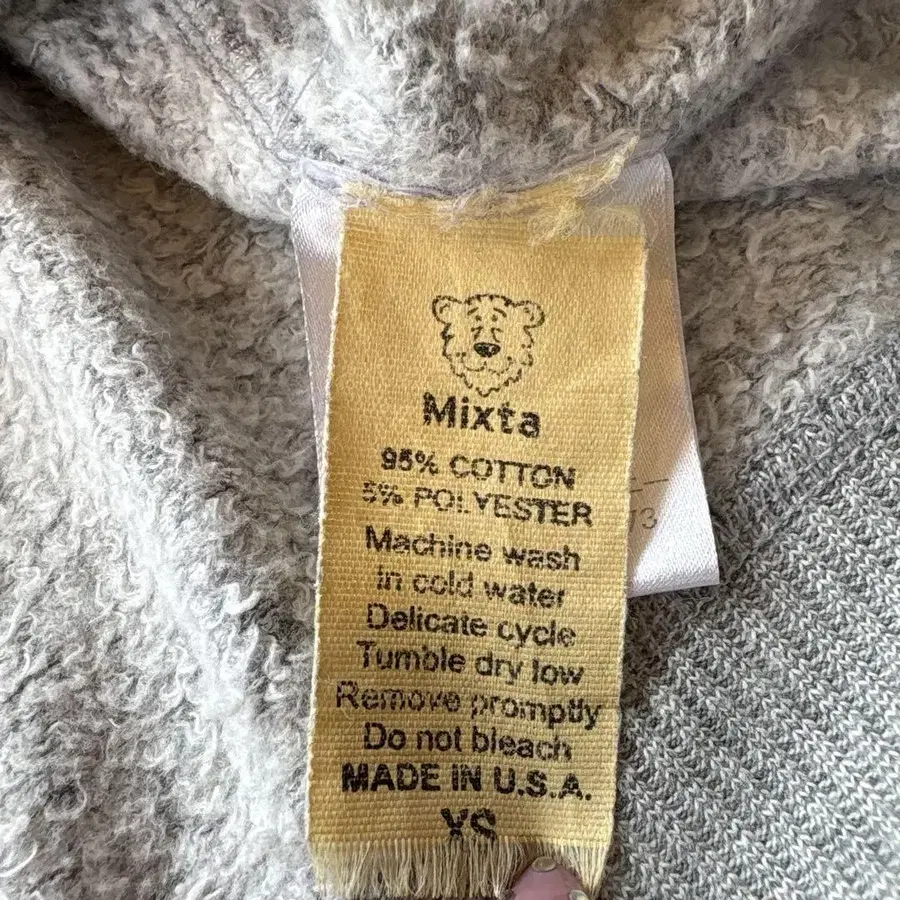 Mixta
95% COTTON
5% POLYESTER
Machine wash
in cold water
Delicate cycle
Tumble dry low
Remove promptly
Do not bleach
MADE IN U.S.A.
XS
73